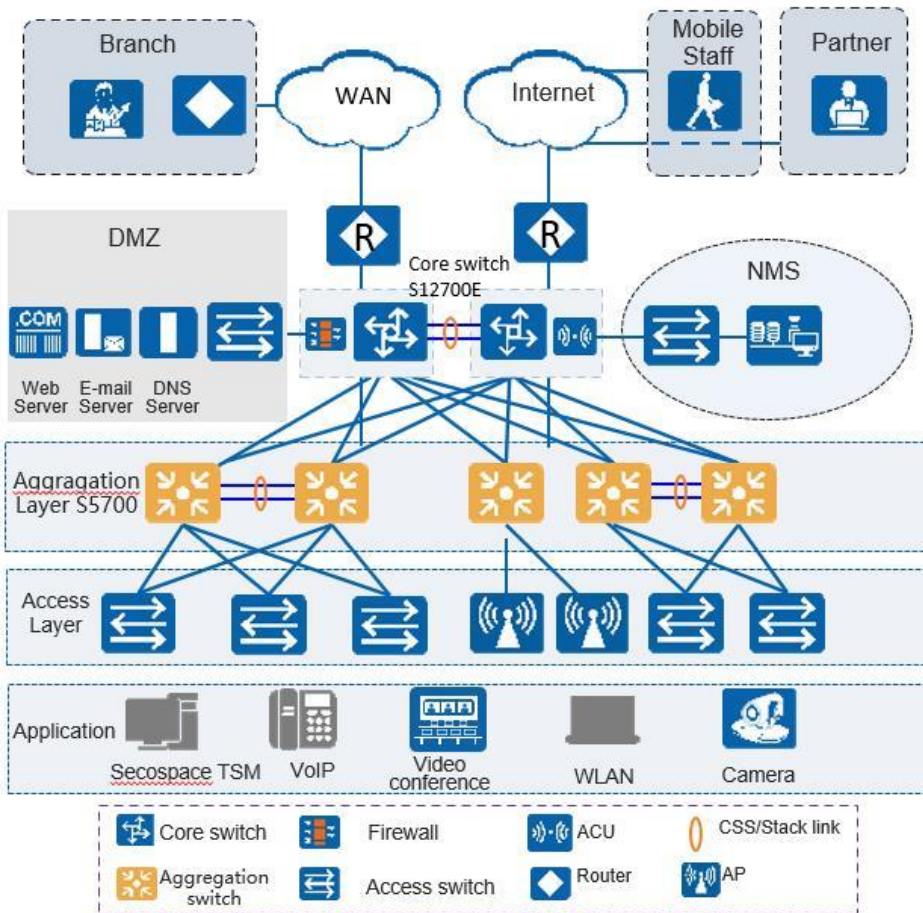 Branch
WAN
Internet
Mobile
Staff
Partner
R
R
DMZ
Core switch
S12700E
NMS
.COM
Web
Server
E-mail
Server
DNS
Server
Aggragation
Layer S5700
Access
Layer
Application
Secospace TSM
VoIP
Video
conference
WLAN
Camera
Core switch
Firewall
ACU
CSS/Stack link
Aggregation
switch
Access switch
Router
AP